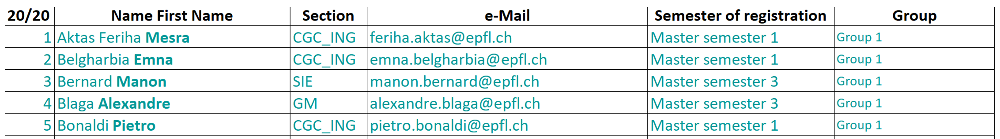 20/20 Name First Name Section e-Mail Semester of registration Group
1 Aktas Feriha Mesra CGC_ING feriha.aktas@epfl.ch Master semester 1 Group 1
2 Belgharbia Emna CGC_ING emna.belgharbia@epfl.ch Master semester 1 Group 1
3 Bernard Manon SIE manon.bernard@epfl.ch Master semester 3 Group 1
4 Blaga Alexandre GM alexandre.blaga@epfl.ch Master semester 3 Group 1
5 Bonaldi Pietro CGC_ING pietro.bonaldi@epfl.ch Master semester 1 Group 1